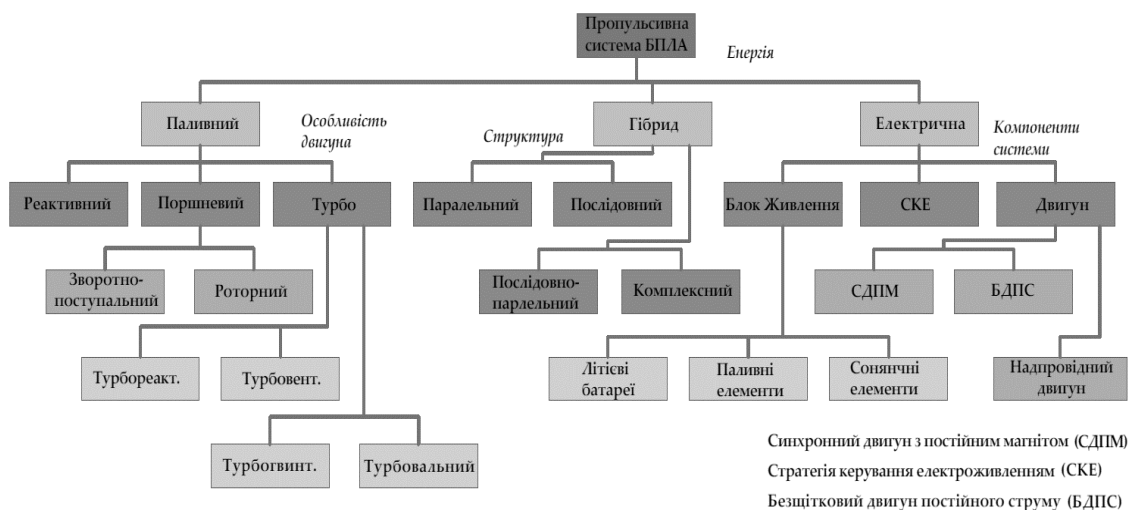 Пропульсивна
система БПЛА
Енергія
Паливний
Особливість
двигуна
Структура
Гібрид
Електрична
Компоненти
системи
Реактивний
Поршневий
Турбо
Паралельний
Послідовний
Блок Живлення
СКЕ
Двигун
Зворотно-
поступальний
Роторний
Послідовно-
парлельний
Комплексний
СДПМ
БДПС
Турбореакт.
Турбовент.
Літієві
батареї
Паливні
елементи
Сонянчні
елементи
Надпровідний
двигун
Турбогвинт.
Турбовальний
Синхронний двигун з постійним магнітом (СДПМ)
Стратегія керування електроживленням (СКЕ)
Безщітковий двигун постійного струму (БДПС)